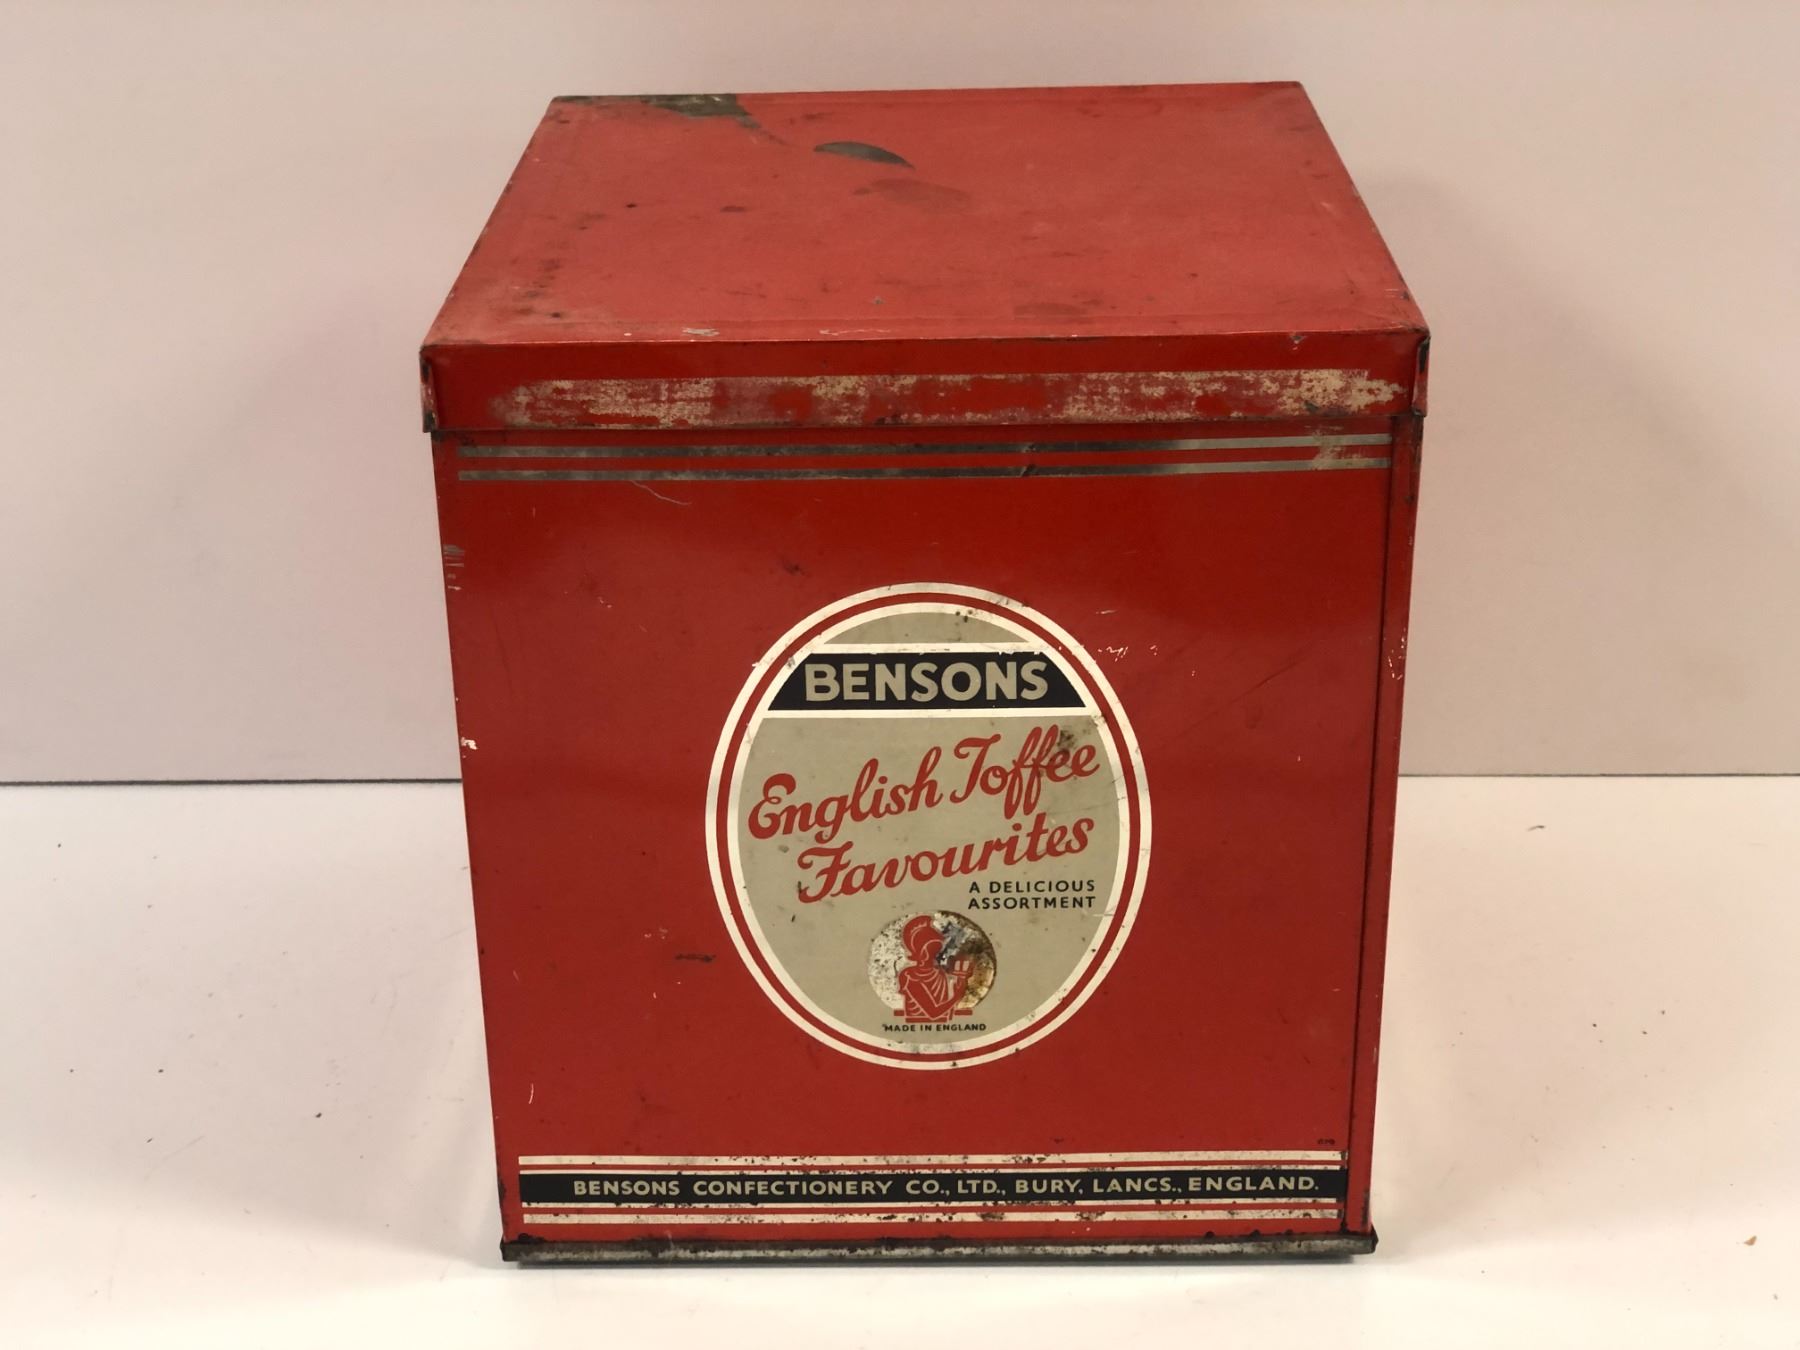 BENSONS
English Toffee
Favourites
A DELICIOUS
ASSORTMENT
MADE IN ENGLAND
BENSONS CONFECTIONERY CO., LTD., BURY, LANCS., ENGLAND.